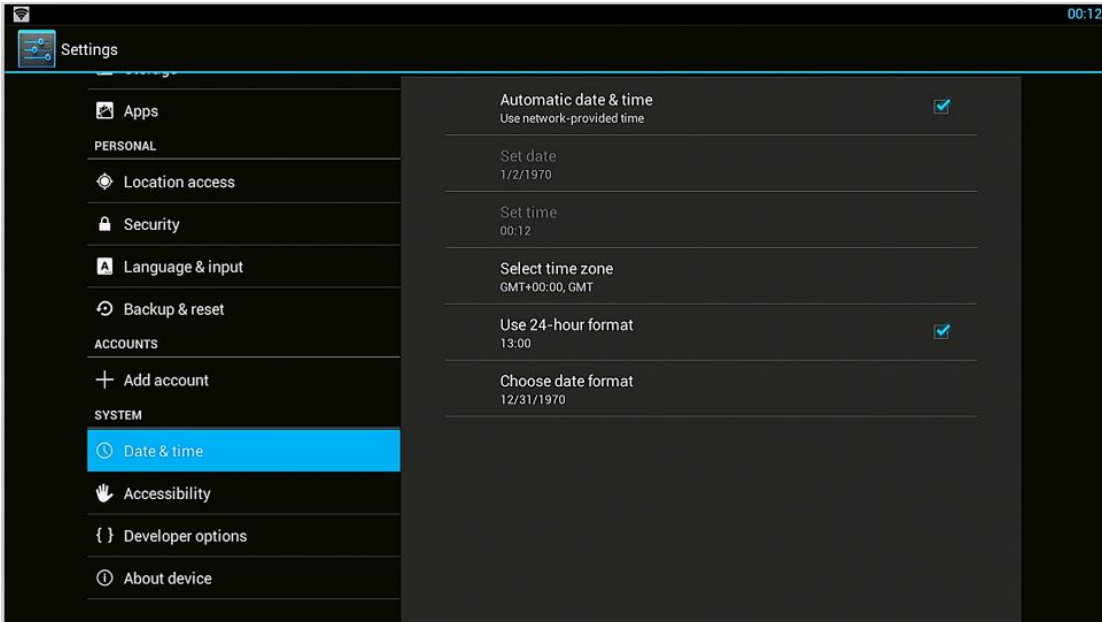 00:12
Settings
Apps
PERSONAL
Location access
Security
Language & input
Backup & reset
ACCOUNTS
Add account
SYSTEM
Date & time
Accessibility
Developer options
About device
Automatic date & time
Use network-provided time
Set date
1/2/1970
Set time
00:12
Select time zone
GMT+00:00, GMT
Use 24-hour format
13:00
Choose date format
12/31/1970